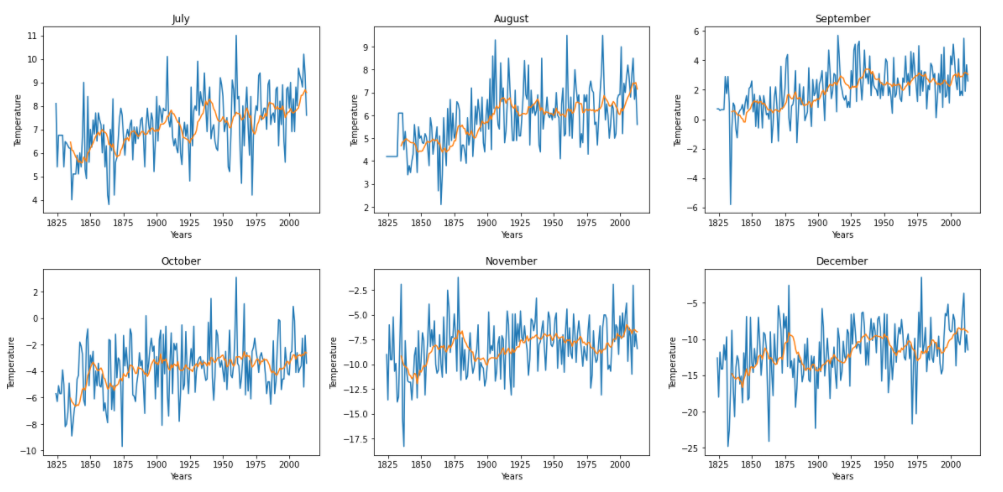 July
Temperature
11
10
9
8
7
6
5
4
1825 1850 1875 1900 1925 1950 1975 2000
Years
August
Temperature
9
8
7
6
5
4
3
2
1825 1850 1875 1900 1925 1950 1975 2000
Years
September
Temperature
6
4
2
0
−2
−4
−6
1825 1850 1875 1900 1925 1950 1975 2000
Years
October
Temperature
2
0
−2
−4
−6
−8
−10
1825 1850 1875 1900 1925 1950 1975 2000
Years
November
Temperature
−2.5
−5.0
−7.5
−10.0
−12.5
−15.0
−17.5
1825 1850 1875 1900 1925 1950 1975 2000
Years
December
Temperature
−5
−10
−15
−20
−25
1825 1850 1875 1900 1925 1950 1975 2000
Years